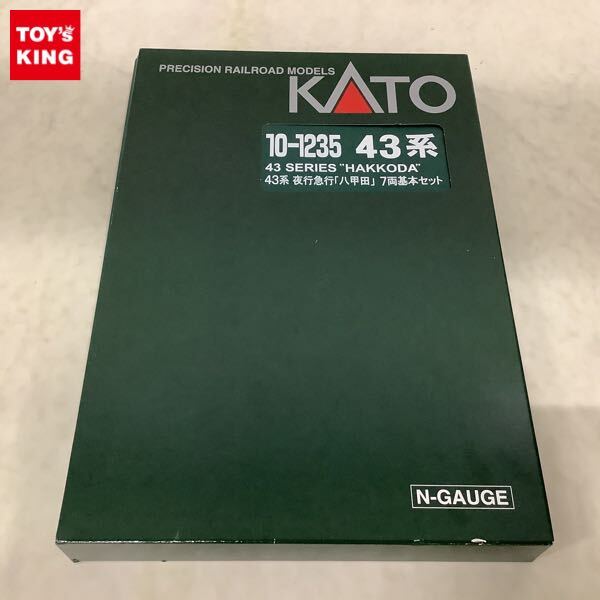 TOY's
KING
PRECISION RAILROAD MODELS
KATO
10-1235 43系
43 SERIES "HAKKODA"
43系 夜行急行「八甲田」 7両基本セット
N-GAUGE